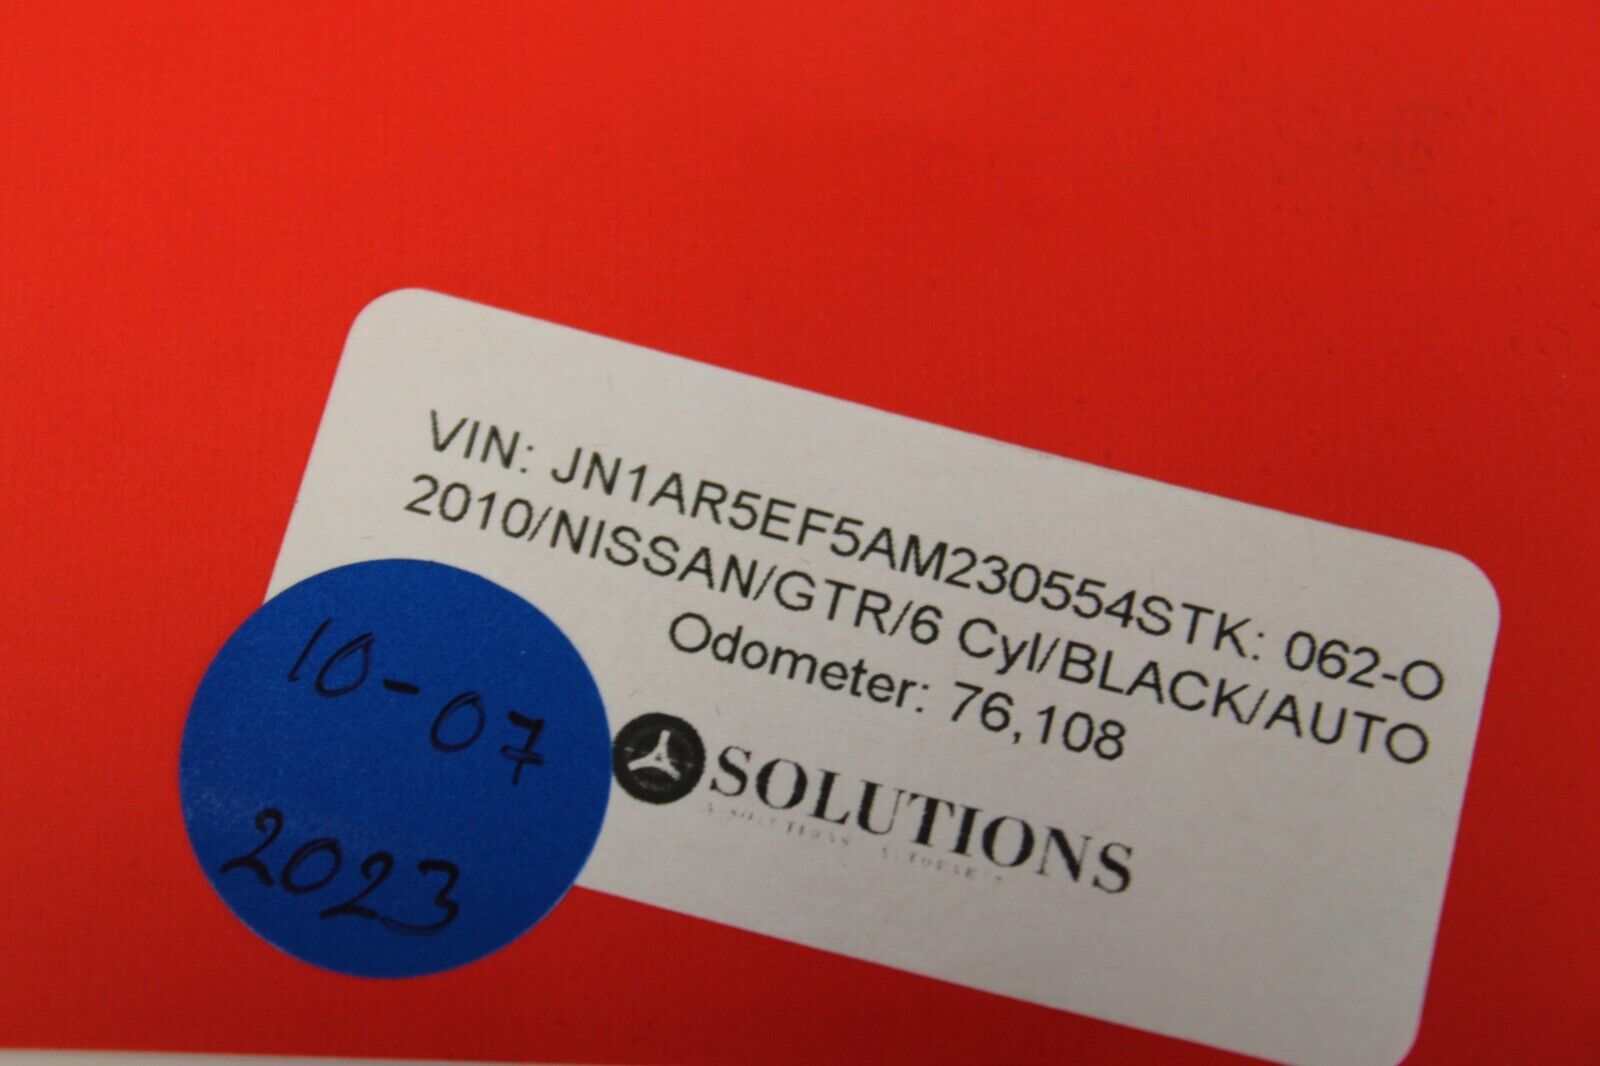 VIN: JN1AR5EF5AM230554STK: 062-O
2010/NISSAN/GTR/6 Cyl/BLACK/AUTO
Odometer: 76,108
SOLUTIONS
10-07
2023